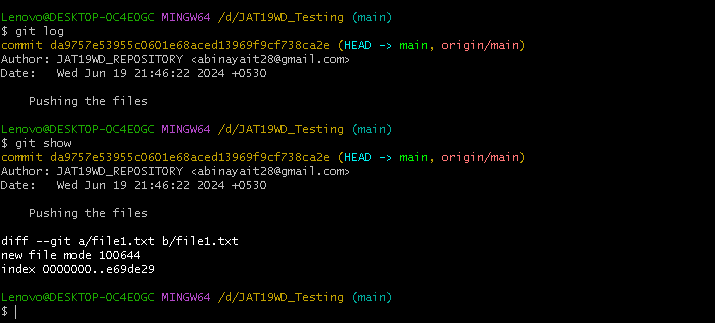 Lenovo@DESKTOP-OC4EOGC MINGW64 /d/JAT19WD_Testing (main)
$ git log
commit da9757e53955c0601e68aced13969f9cf738ca2e (HEAD -> main, origin/main)
Author: JAT19WD_REPOSITORY <abinayait28@gmail.com>
Date:   Wed Jun 19 21:46:22 2024 +0530
    Pushing the files
Lenovo@DESKTOP-OC4EOGC MINGW64 /d/JAT19WD_Testing (main)
$ git show
commit da9757e53955c0601e68aced13969f9cf738ca2e (HEAD -> main, origin/main)
Author: JAT19WD_REPOSITORY <abinayait28@gmail.com>
Date:   Wed Jun 19 21:46:22 2024 +0530
    Pushing the files
diff --git a/file1.txt b/file1.txt
new file mode 100644
index 0000000..e69de29
Lenovo@DESKTOP-OC4EOGC MINGW64 /d/JAT19WD_Testing (main)
$